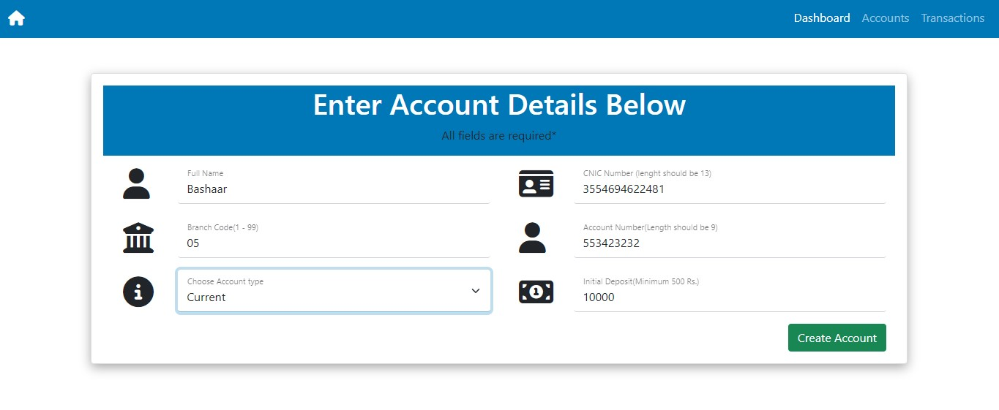 Dashboard Accounts Transactions
Enter Account Details Below
All fields are required*
Full Name
Bashaar
CNIC Number (lenght should be 13)
3554694622481
Branch Code(1 - 99)
05
Account Number(Length should be 9)
553423232
Choose Account type
Current
Initial Deposit(Minimum 500 Rs.)
10000
Create Account